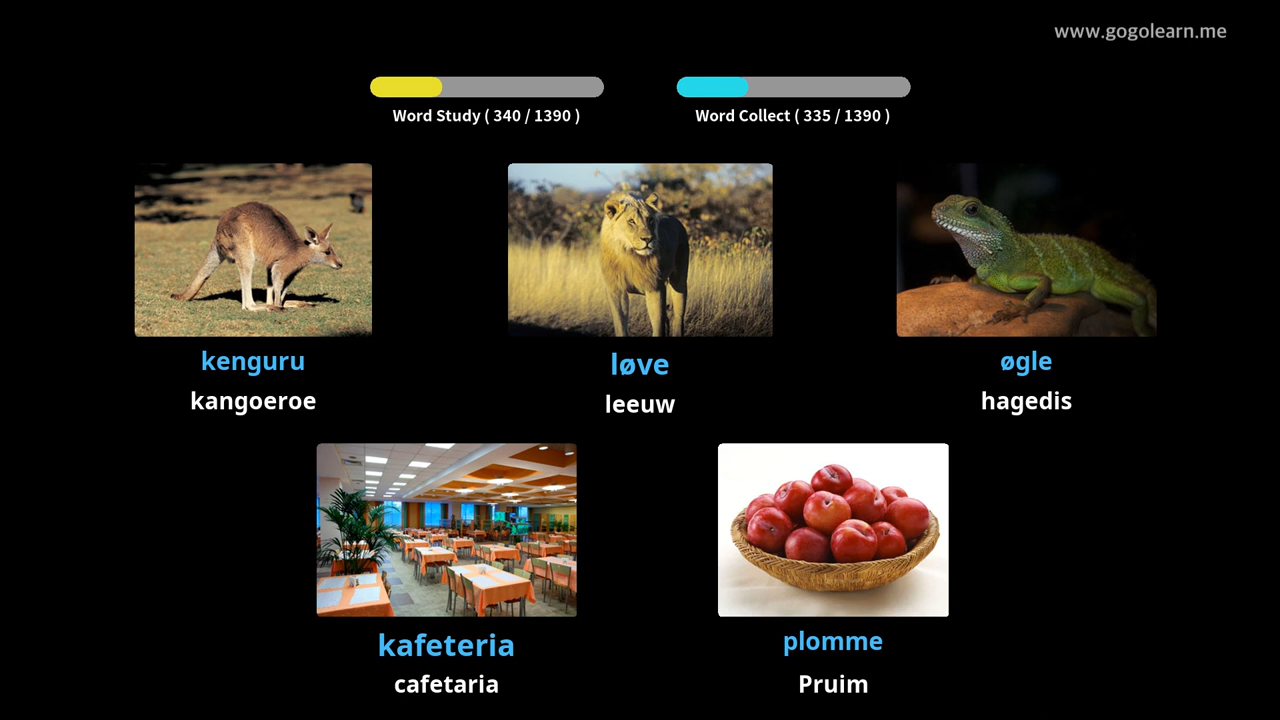 www.gogolearn.me
Word Study ( 340 / 1390 )
Word Collect ( 335 / 1390 )
kenguru
kangoeroe
løve
leeuw
øgle
hagedis
kafeteria
cafetaria
plomme
Pruim